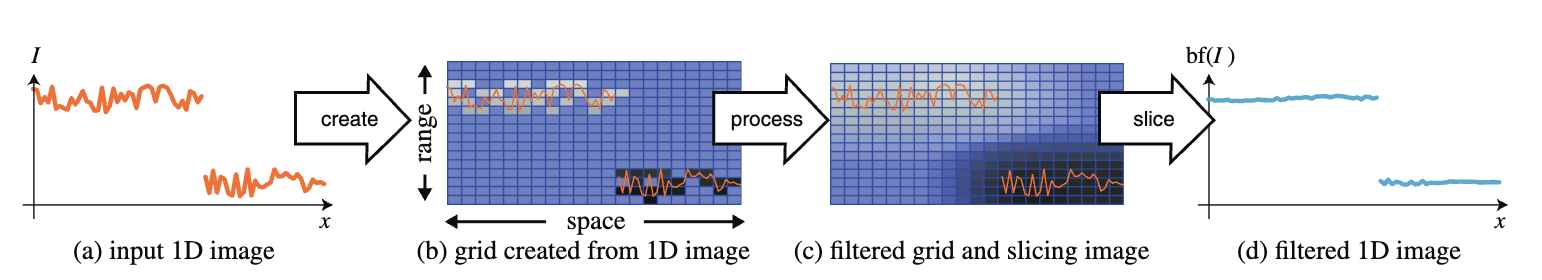 I
x
(a) input 1D image
create
range
space
(b) grid created from 1D image
process
(c) filtered grid and slicing image
slice
bf(I )
x
(d) filtered 1D image